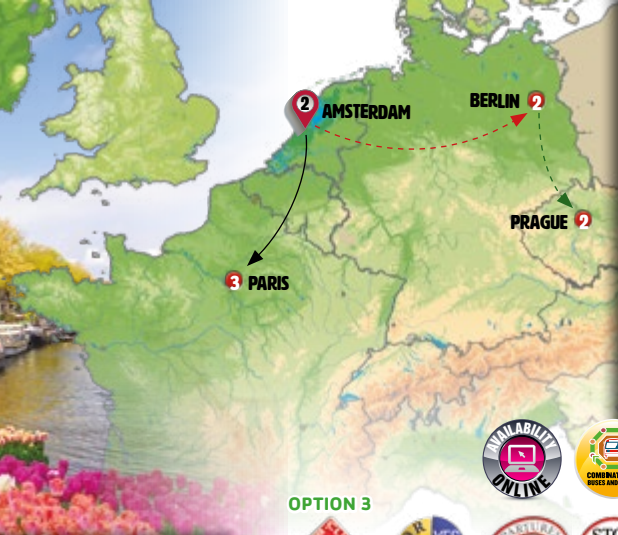 2
AMSTERDAM
BERLIN 2
PRAGUE 2
3 PARIS
AVAILABILITY
ONLINE
OPTION 3